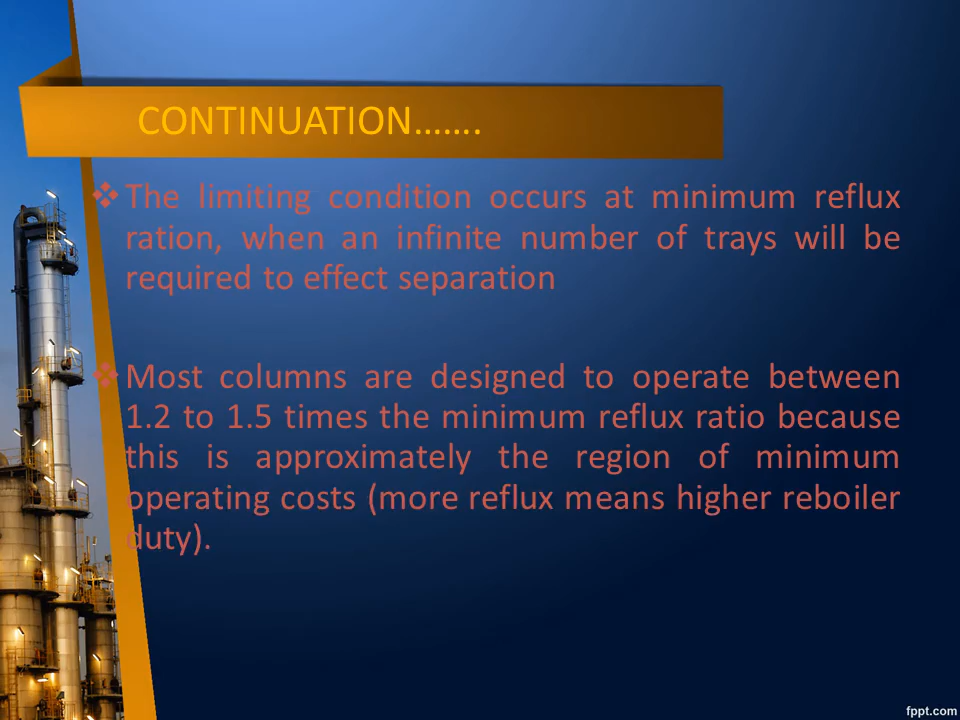 CONTINUATION…….
❖The limiting condition occurs at minimum reflux
ration, when an infinite number of trays will be
required to effect separation
❖Most columns are designed to operate between
1.2 to 1.5 times the minimum reflux ratio because
this is approximately the region of minimum
operating costs (more reflux means higher reboiler
duty).
fppt.com